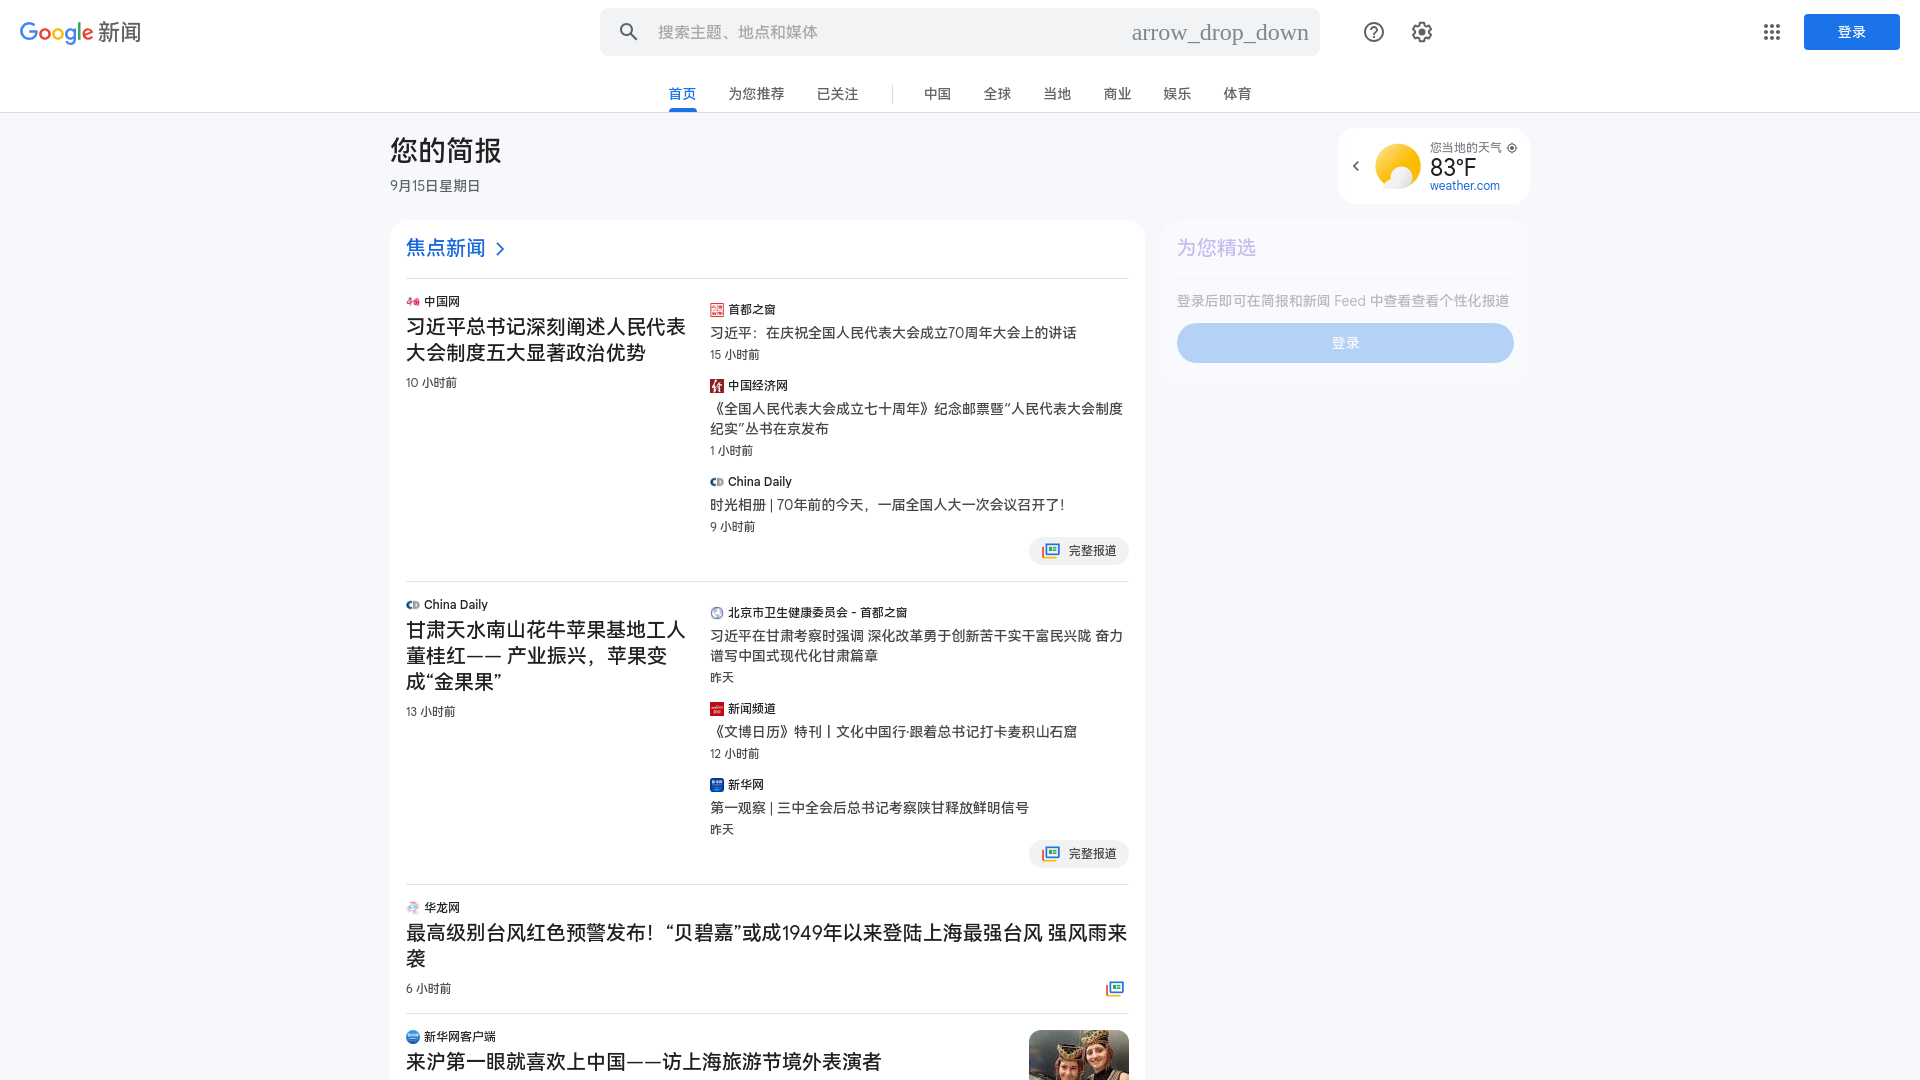 Google 新闻
搜索主题、地点和媒体
arrow_drop_down
登录
首页
为您推荐
已关注
中国
全球
当地
商业
娱乐
体育
您的简报
9月15日星期日
您当地的天气
83°F
weather.com
焦点新闻
中国网
习近平总书记深刻阐述人民代表
大会制度五大显著政治优势
10 小时前
首都之窗
习近平：在庆祝全国人民代表大会成立70周年大会上的讲话
15 小时前
中国经济网
《全国人民代表大会成立七十周年》纪念邮票暨“人民代表大会制度
纪实”丛书在京发布
1 小时前
China Daily
时光相册 | 70年前的今天，一届全国人大一次会议召开了！
9 小时前
完整报道
China Daily
甘肃天水南山花牛苹果基地工人
董桂红—— 产业振兴，苹果变
成“金果果”
13 小时前
北京市卫生健康委员会 - 首都之窗
习近平在甘肃考察时强调 深化改革勇于创新苦干实干富民兴陇 奋力
谱写中国式现代化甘肃篇章
昨天
新闻频道
《文博日历》特刊丨文化中国行·跟着总书记打卡麦积山石窟
12 小时前
新华网
第一观察 | 三中全会后总书记考察陕甘释放鲜明信号
昨天
完整报道
华龙网
最高级别台风红色预警发布！“贝碧嘉”或成1949年以来登陆上海最强台风 强风雨来
袭
6 小时前
新华网客户端
来沪第一眼就喜欢上中国——访上海旅游节境外表演者
为您精选
登录后即可在简报和新闻 Feed 中查看查看个性化报道
登录